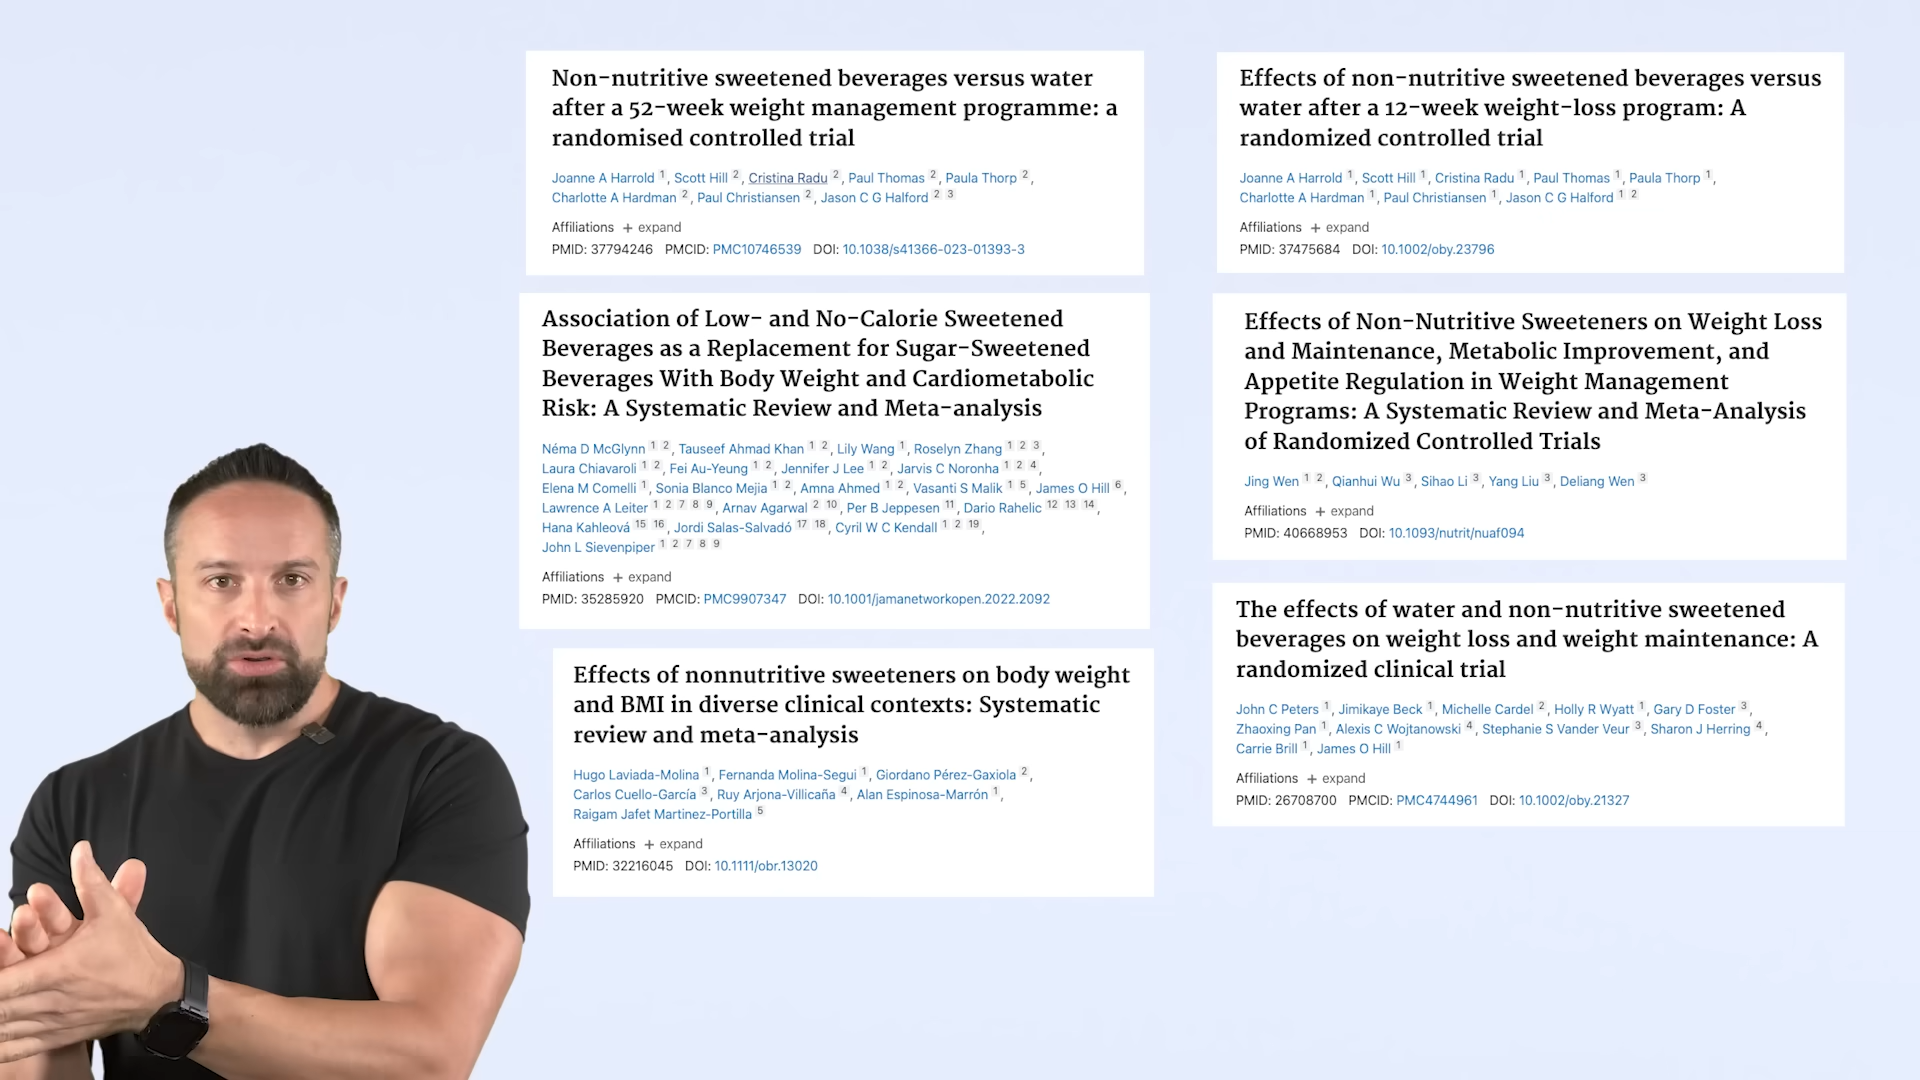 Non-nutritive sweetened beverages versus water
after a 52-week weight management programme: a
randomised controlled trial
Joanne A Harrold 1, Scott Hill 2, Cristina Radu 2, Paul Thomas 2, Paula Thorp 2,
Charlotte A Hardman 2, Paul Christiansen 2, Jason C G Halford 2 3
Affiliations + expand
PMID: 37794246 PMCID: PMC10746539 DOI: 10.1038/s41366-023-01393-3
Association of Low- and No-Calorie Sweetened
Beverages as a Replacement for Sugar-Sweetened
Beverages With Body Weight and Cardiometabolic
Risk: A Systematic Review and Meta-analysis
Néma D McGlynn 1 2, Tauseef Ahmad Khan 1 2, Lily Wang 1, Roselyn Zhang 1 2 3,
Laura Chiavaroli 1 2, Fei Au-Yeung 1 2, Jennifer J Lee 1 2, Jarvis C Noronha 1 2 4,
Elena M Comelli 1, Sonia Blanco Mejia 1 2, Amna Ahmed 1 2, Vasanti S Malik 1 5, James O Hill 6,
Lawrence A Leiter 1 2 7 8 9, Arnav Agarwal 2 10, Per B Jeppesen 11, Dario Rahelic 12 13 14,
Hana Kahleová 15 16, Jordi Salas-Salvadó 17 18, Cyril W C Kendall 1 2 19,
John L Sievenpiper 1 2 7 8 9
Affiliations + expand
PMID: 35285920 PMCID: PMC9907347 DOI: 10.1001/jamanetworkopen.2022.2092
Effects of nonnutritive sweeteners on body weight
and BMI in diverse clinical contexts: Systematic
review and meta-analysis
Hugo Laviada-Molina 1, Fernanda Molina-Segui 1, Giordano Pérez-Gaxiola 2,
Carlos Cuello-García 3, Ruy Arjona-Villicaña 4, Alan Espinosa-Marrón 1,
Raigam Jafet Martinez-Portilla 5
Affiliations + expand
PMID: 32216045 DOI: 10.1111/obr.13020
Effects of non-nutritive sweetened beverages versus
water after a 12-week weight-loss program: A
randomized controlled trial
Joanne A Harrold 1, Scott Hill 1, Cristina Radu 1, Paul Thomas 1, Paula Thorp 1,
Charlotte A Hardman 1, Paul Christiansen 1, Jason C G Halford 1 2
Affiliations + expand
PMID: 37475684 DOI: 10.1002/oby.23796
Effects of Non-Nutritive Sweeteners on Weight Loss
and Maintenance, Metabolic Improvement, and
Appetite Regulation in Weight Management
Programs: A Systematic Review and Meta-Analysis
of Randomized Controlled Trials
Jing Wen 1 2, Qianhui Wu 3, Sihao Li 3, Yang Liu 3, Deliang Wen 3
Affiliations + expand
PMID: 40668953 DOI: 10.1093/nutrit/nuaf094
The effects of water and non-nutritive sweetened
beverages on weight loss and weight maintenance: A
randomized clinical trial
John C Peters 1, Jimikaye Beck 1, Michelle Cardel 2, Holly R Wyatt 1, Gary D Foster 3,
Zhaoxing Pan 1, Alexis C Wojtanowski 4, Stephanie S Vander Veur 3, Sharon J Herring 4,
Carrie Brill 1, James O Hill 1
Affiliations + expand
PMID: 26708700 PMCID: PMC4744961 DOI: 10.1002/oby.21327